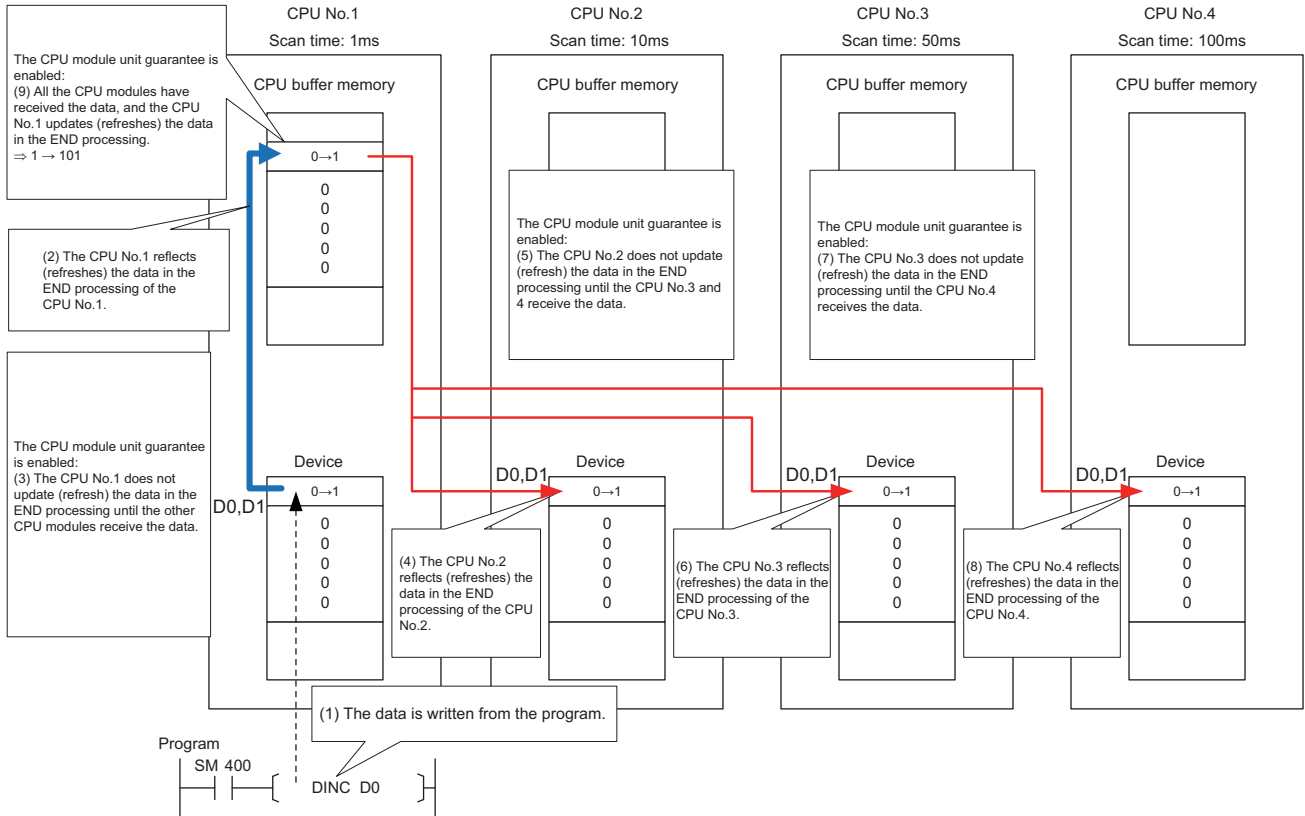 CPU No.1
Scan time: 1ms
CPU No.2
Scan time: 10ms
CPU No.3
Scan time: 50ms
CPU No.4
Scan time: 100ms
The CPU module unit guarantee is
enabled:
(9) All the CPU modules have
received the data, and the CPU
No.1 updates (refreshes) the data
in the END processing.
⇒ 1 → 101
CPU buffer memory
0→1
0
0
0
0
0
CPU buffer memory
CPU buffer memory
CPU buffer memory
(2) The CPU No.1 reflects
(refreshes) the data in the
END processing of the
CPU No.1.
The CPU module unit guarantee is
enabled:
(5) The CPU No.2 does not update
(refresh) the data in the END
processing until the CPU No.3 and
4 receive the data.
The CPU module unit guarantee is
enabled:
(7) The CPU No.3 does not update
(refresh) the data in the END
processing until the CPU No.4
receives the data.
The CPU module unit guarantee
is enabled:
(3) The CPU No.1 does not
update (refresh) the data in the
END processing until the other
CPU modules receive the data.
Device
D0,D1
0→1
0
0
0
0
0
Device
D0,D1
0→1
0
0
0
0
0
Device
D0,D1
0→1
0
0
0
0
0
Device
D0,D1
0→1
0
0
0
0
0
(4) The CPU No.2
reflects (refreshes) the
data in the END
processing of the CPU
No.2.
(6) The CPU No.3 reflects
(refreshes) the data in the
END processing of the
CPU No.3.
(8) The CPU No.4 reflects
(refreshes) the data in the
END processing of the
CPU No.4.
(1) The data is written from the program.
Program
SM 400
DINC D0